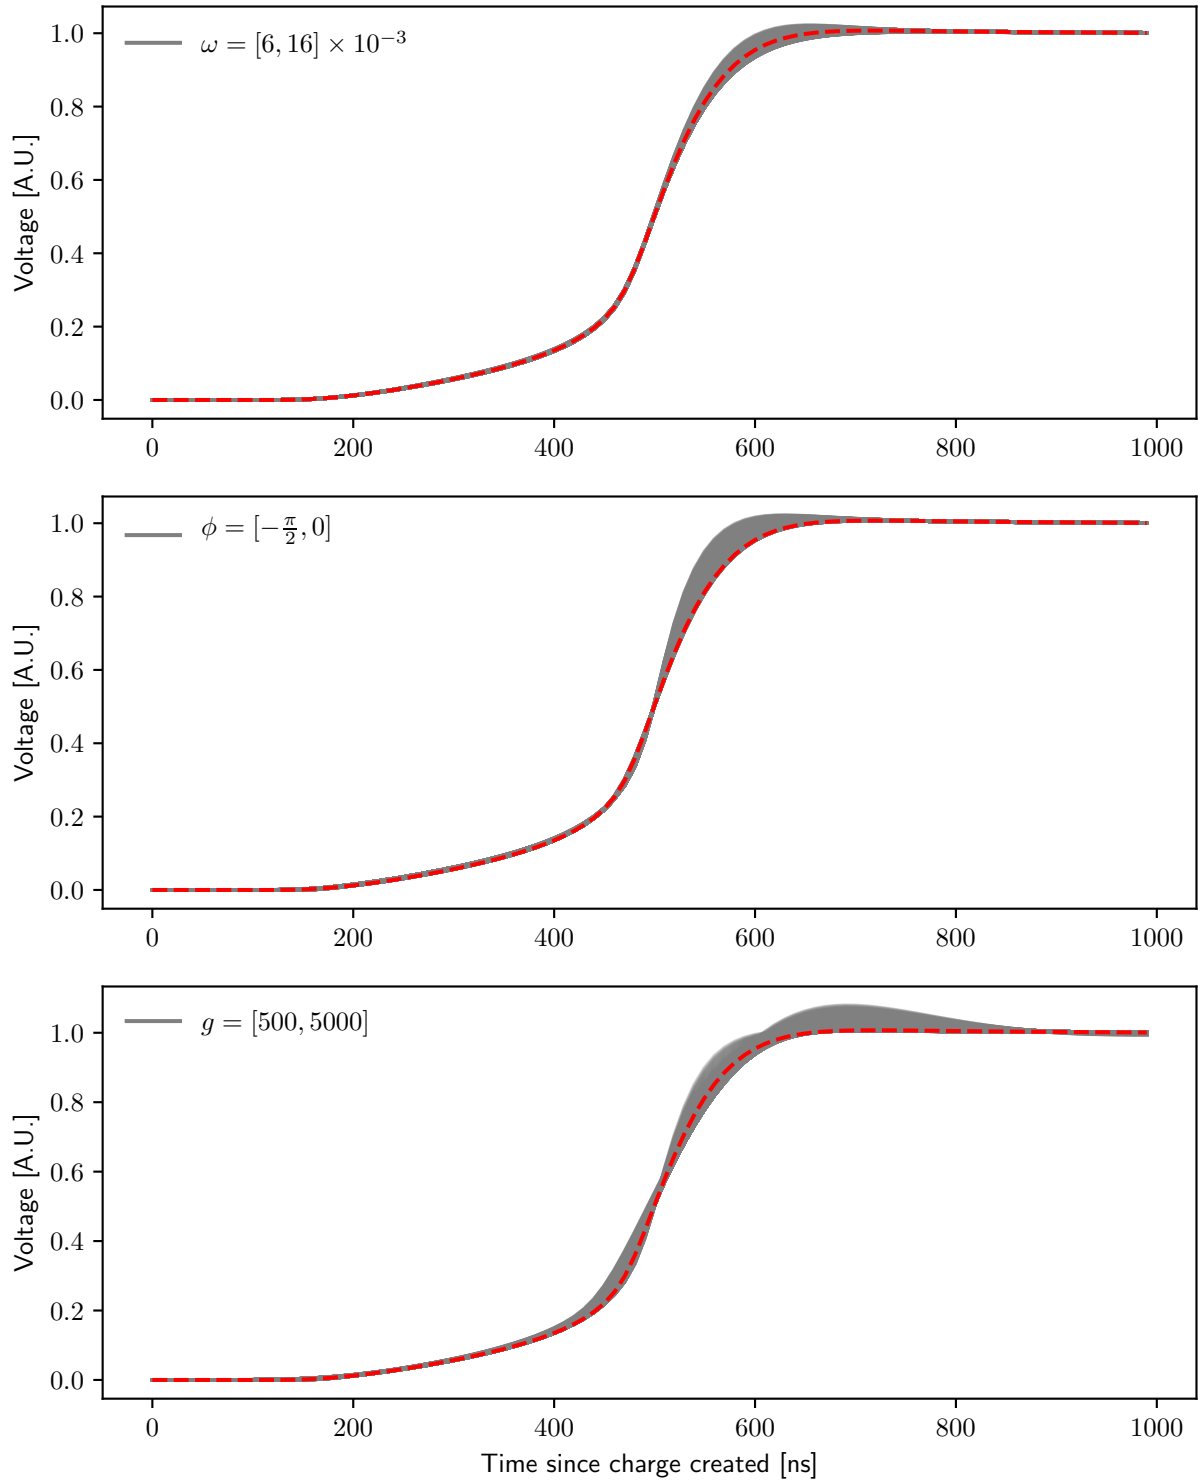 ω = [6, 16] × 10⁻³
1.0
0.8
0.6
0.4
0.2
0.0
Voltage [A.U.]
0 200 400 600 800 1000
ϕ = [−π/2, 0]
1.0
0.8
0.6
0.4
0.2
0.0
Voltage [A.U.]
0 200 400 600 800 1000
g = [500, 5000]
1.0
0.8
0.6
0.4
0.2
0.0
Voltage [A.U.]
0 200 400 600 800 1000
Time since charge created [ns]